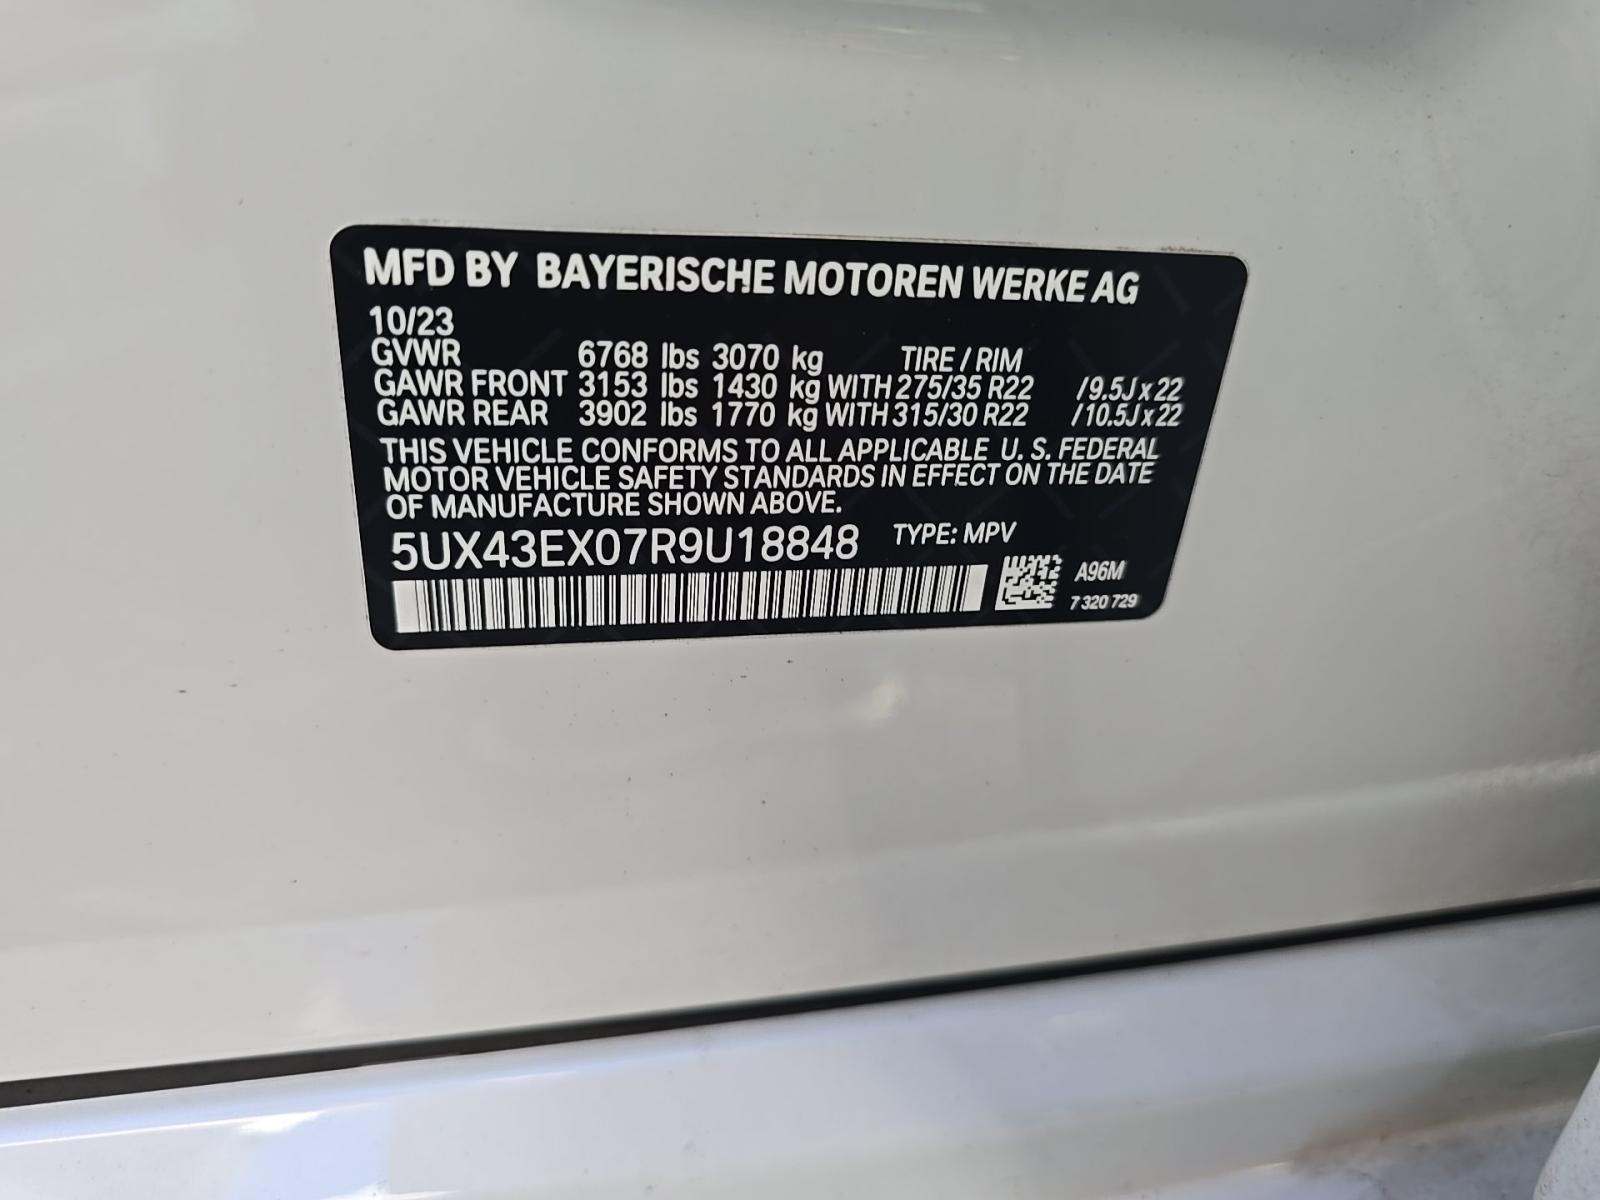 MFD BY BAYERISCHE MOTOREN WERKE AG
10/23
GVWR 6768 lbs 3070 kg TIRE / RIM
GAWR FRONT 3153 lbs 1430 kg WITH 275/35 R22 /9.5J x 22
GAWR REAR 3902 lbs 1770 kg WITH 315/30 R22 /10.5J x 22
THIS VEHICLE CONFORMS TO ALL APPLICABLE U. S. FEDERAL
MOTOR VEHICLE SAFETY STANDARDS IN EFFECT ON THE DATE
OF MANUFACTURE SHOWN ABOVE.
5UX43EX07R9U18848 TYPE: MPV
A96M
7 320 729